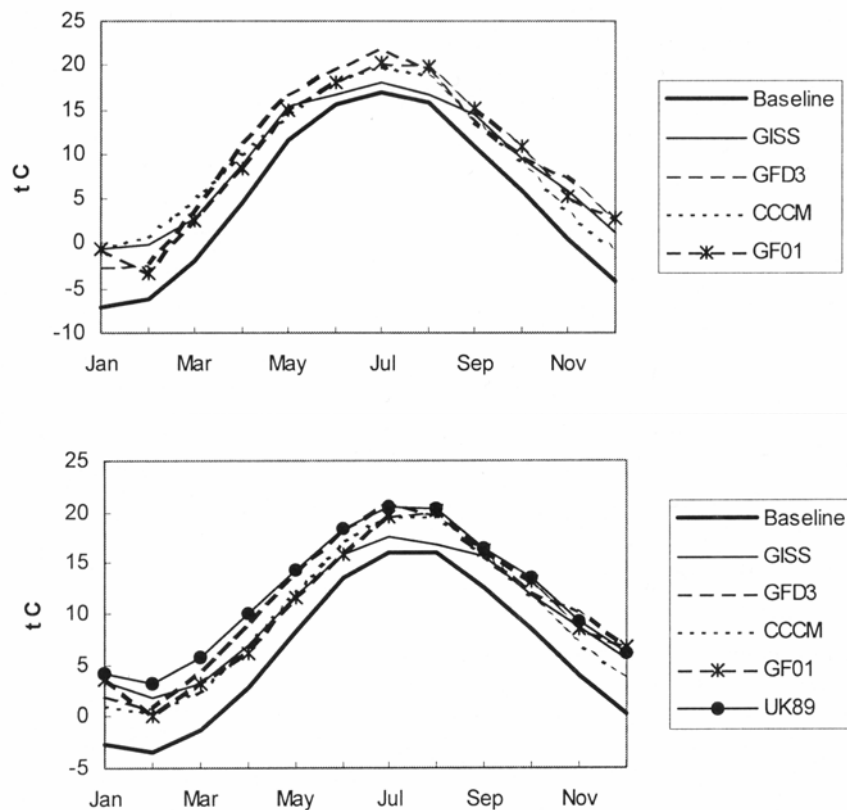 25
20
15
10
5
0
-5
-10
t C
Jan Mar May Jul Sep Nov
Baseline
GISS
GFD3
CCCM
GF01
25
20
15
10
5
0
-5
t C
Jan Mar May Jul Sep Nov
Baseline
GISS
GFD3
CCCM
GF01
UK89